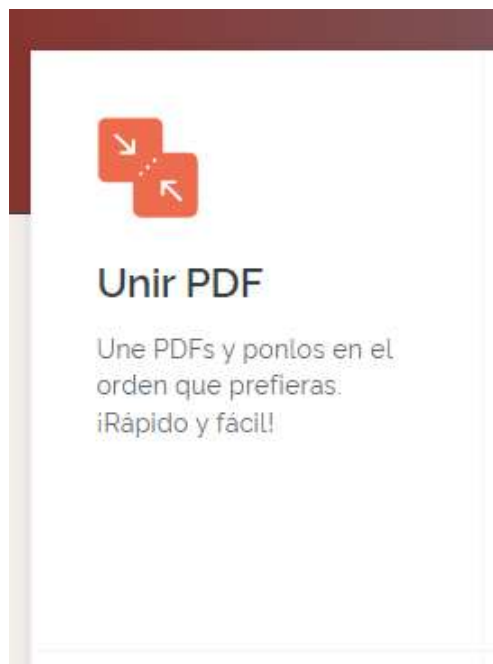 Unir PDF
Une PDFs y ponlos en el
orden que prefieras.
¡Rápido y fácil!